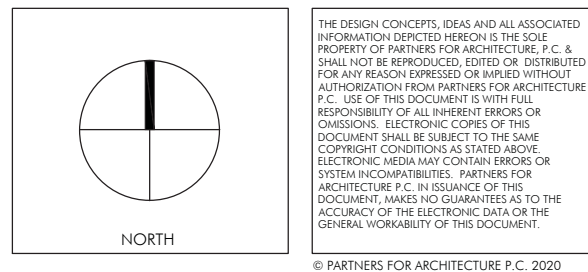 NORTH
THE DESIGN CONCEPTS, IDEAS AND ALL ASSOCIATED
INFORMATION DEPICTED HEREON IS THE SOLE
PROPERTY OF PARTNERS FOR ARCHITECTURE, P.C. &
SHALL NOT BE REPRODUCED, EDITED OR DISTRIBUTED
FOR ANY REASON EXPRESSED OR IMPLIED WITHOUT
AUTHORIZATION FROM PARTNERS FOR ARCHITECTURE
P.C. USE OF THIS DOCUMENT IS WITH FULL
RESPONSIBILITY OF ALL INHERENT ERRORS OR
OMISSIONS. ELECTRONIC COPIES OF THIS
DOCUMENT SHALL BE SUBJECT TO THE SAME
COPYRIGHT CONDITIONS AS STATED ABOVE.
ELECTRONIC MEDIA MAY CONTAIN ERRORS OR
SYSTEM INCOMPATIBILITIES. PARTNERS FOR
ARCHITECTURE P.C. IN ISSUANCE OF THIS
DOCUMENT, MAKES NO GUARANTEES AS TO THE
ACCURACY OF THE ELECTRONIC DATA OR THE
GENERAL WORKABILITY OF THIS DOCUMENT.
© PARTNERS FOR ARCHITECTURE P.C. 2020